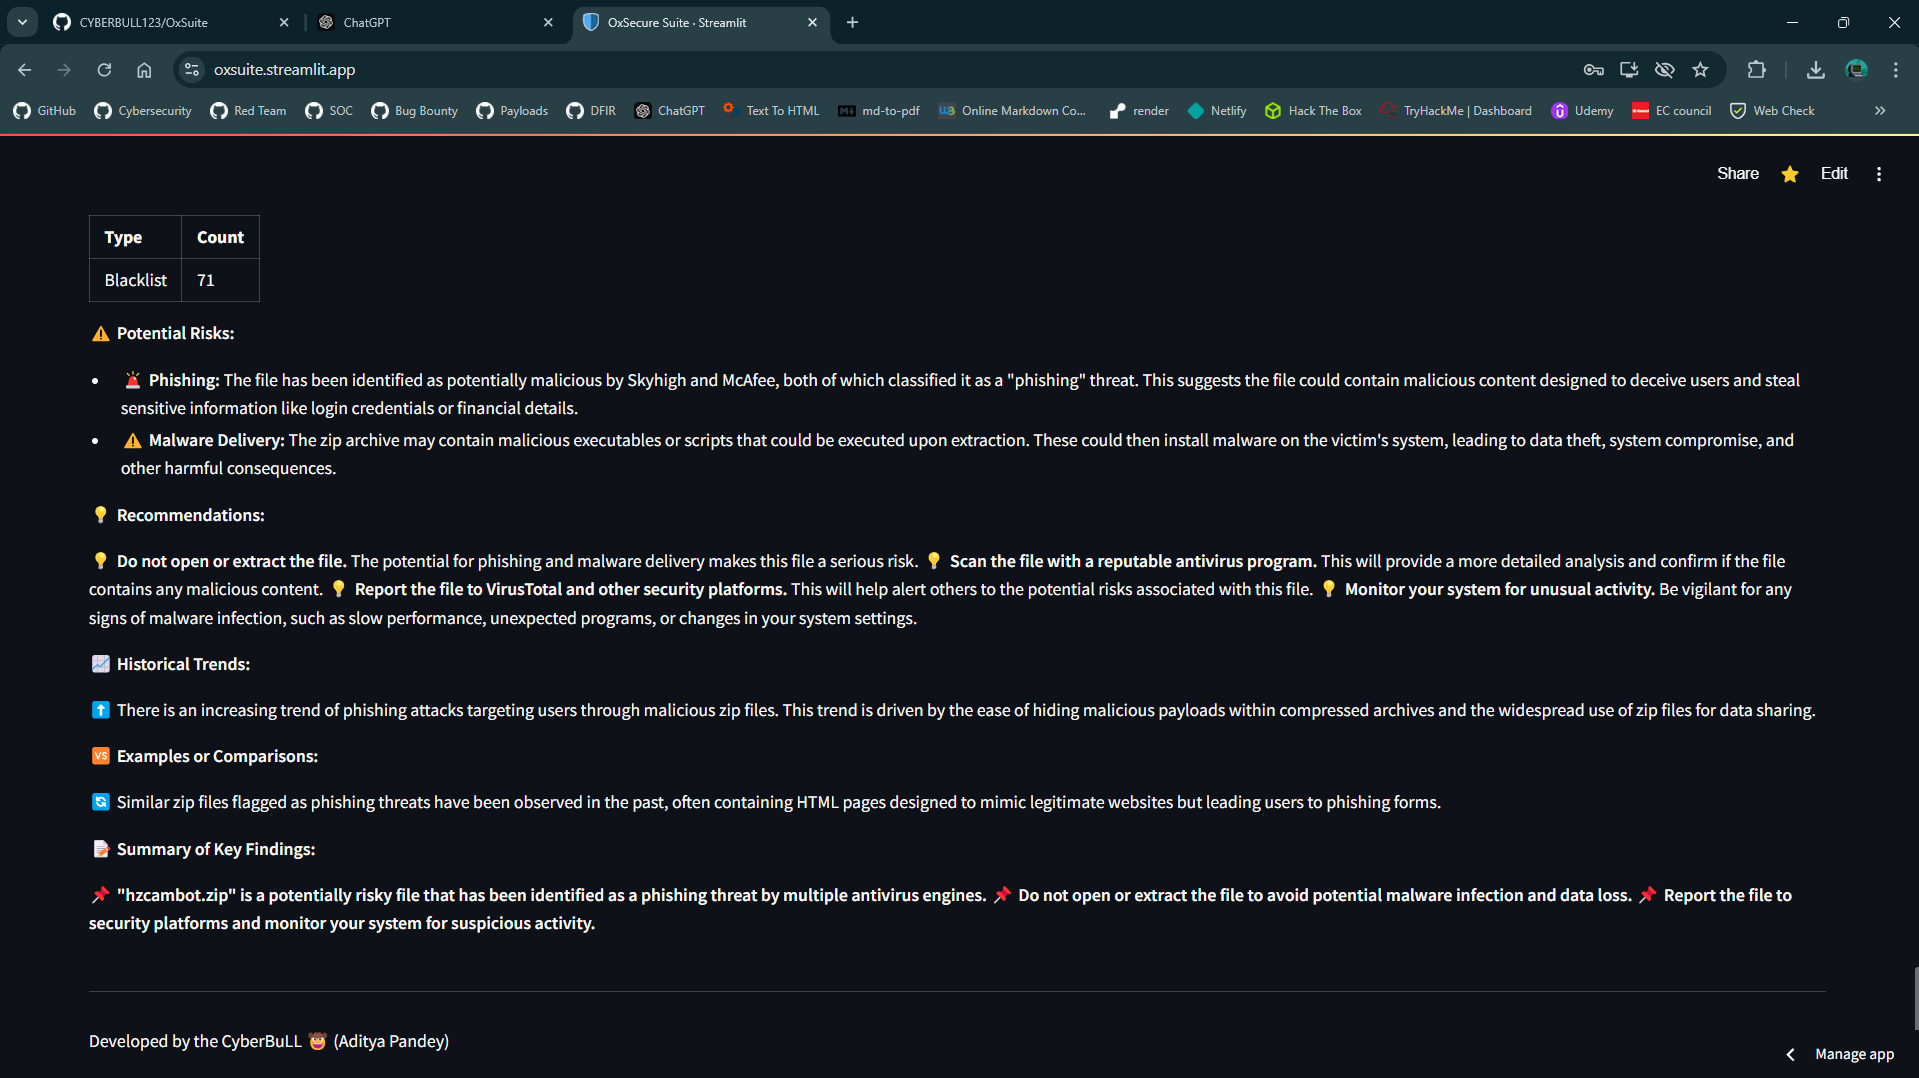 CYBERBULL123/OxSuite
ChatGPT
OxSecure Suite · Streamlit
oxsuite.streamlit.app
GitHub Cybersecurity Red Team SOC Bug Bounty Payloads DFIR ChatGPT Text To HTML md-to-pdf Online Markdown Co... render Netlify Hack The Box TryHackMe | Dashboard Udemy EC council Web Check
Share Edit
Type Count
Blacklist 71
⚠️ Potential Risks:
• 🚨 Phishing: The file has been identified as potentially malicious by Skyhigh and McAfee, both of which classified it as a "phishing" threat. This suggests the file could contain malicious content designed to deceive users and steal
sensitive information like login credentials or financial details.
• ⚠️ Malware Delivery: The zip archive may contain malicious executables or scripts that could be executed upon extraction. These could then install malware on the victim's system, leading to data theft, system compromise, and
other harmful consequences.
💡 Recommendations:
💡 Do not open or extract the file. The potential for phishing and malware delivery makes this file a serious risk. 💡 Scan the file with a reputable antivirus program. This will provide a more detailed analysis and confirm if the file
contains any malicious content. 💡 Report the file to VirusTotal and other security platforms. This will help alert others to the potential risks associated with this file. 💡 Monitor your system for unusual activity. Be vigilant for any
signs of malware infection, such as slow performance, unexpected programs, or changes in your system settings.
📈 Historical Trends:
⬆️ There is an increasing trend of phishing attacks targeting users through malicious zip files. This trend is driven by the ease of hiding malicious payloads within compressed archives and the widespread use of zip files for data sharing.
🆚 Examples or Comparisons:
🔄 Similar zip files flagged as phishing threats have been observed in the past, often containing HTML pages designed to mimic legitimate websites but leading users to phishing forms.
📝 Summary of Key Findings:
📌 "hzcambot.zip" is a potentially risky file that has been identified as a phishing threat by multiple antivirus engines. 📌 Do not open or extract the file to avoid potential malware infection and data loss. 📌 Report the file to
security platforms and monitor your system for suspicious activity.
Developed by the CyberBuLL 🤠 (Aditya Pandey)
Manage app